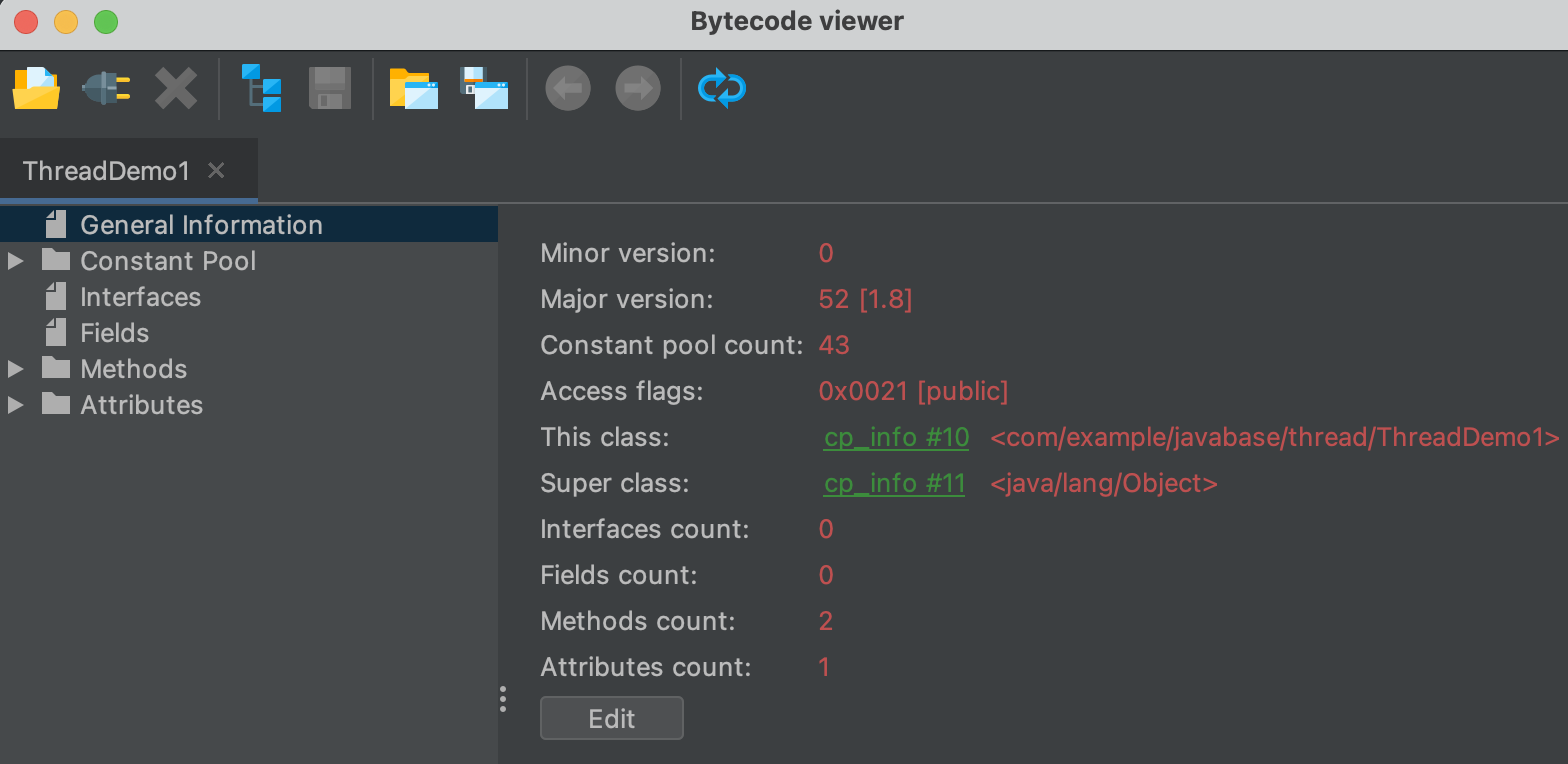 Bytecode viewer
ThreadDemo1
General Information
Constant Pool
Interfaces
Fields
Methods
Attributes
Minor version: 0
Major version: 52 [1.8]
Constant pool count: 43
Access flags: 0x0021 [public]
This class: cp_info #10 <com/example/javabase/thread/ThreadDemo1>
Super class: cp_info #11 <java/lang/Object>
Interfaces count: 0
Fields count: 0
Methods count: 2
Attributes count: 1
Edit